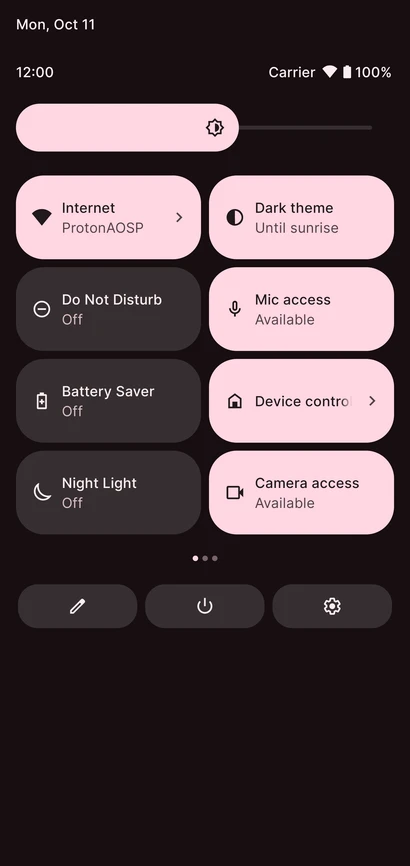 Mon, Oct 11
12:00
Carrier 100%
Internet
ProtonAOSP
Dark theme
Until sunrise
Do Not Disturb
Off
Mic access
Available
Battery Saver
Off
Device control
Night Light
Off
Camera access
Available